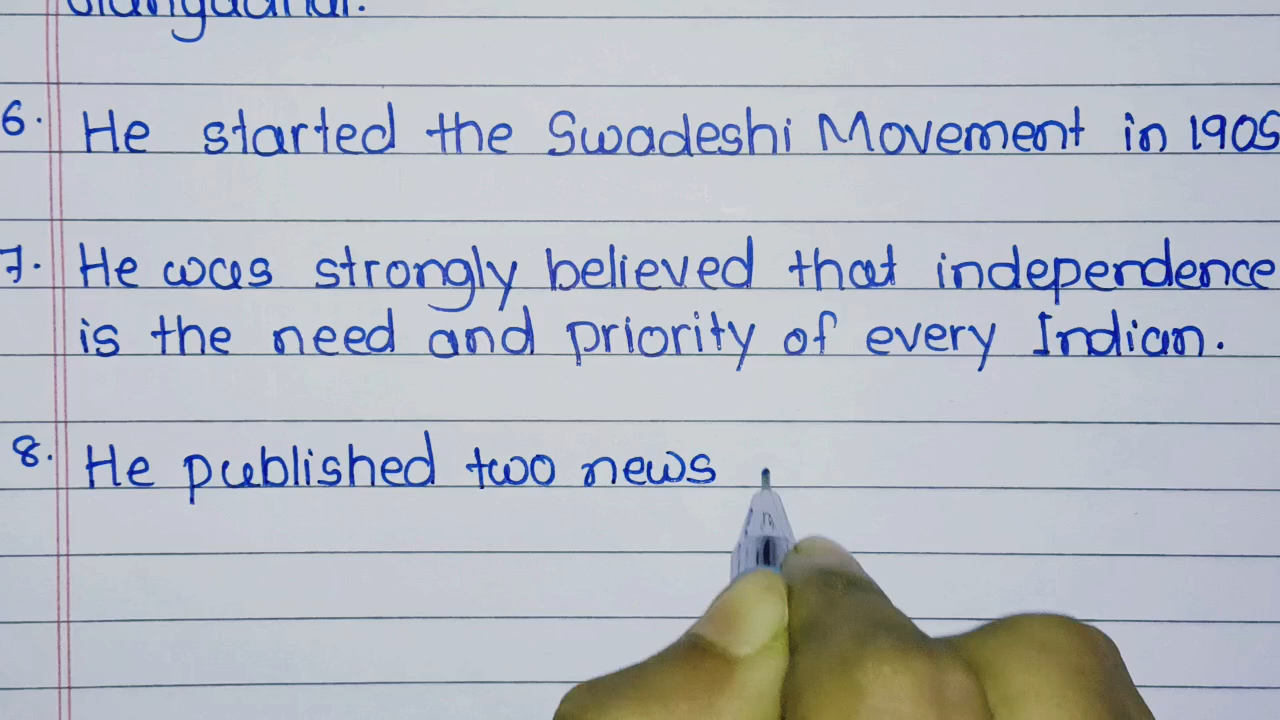 6. He started the Swadeshi Movement in 1905
7. He was strongly believed that independence
is the need and priority of every Indian.
8. He published two news